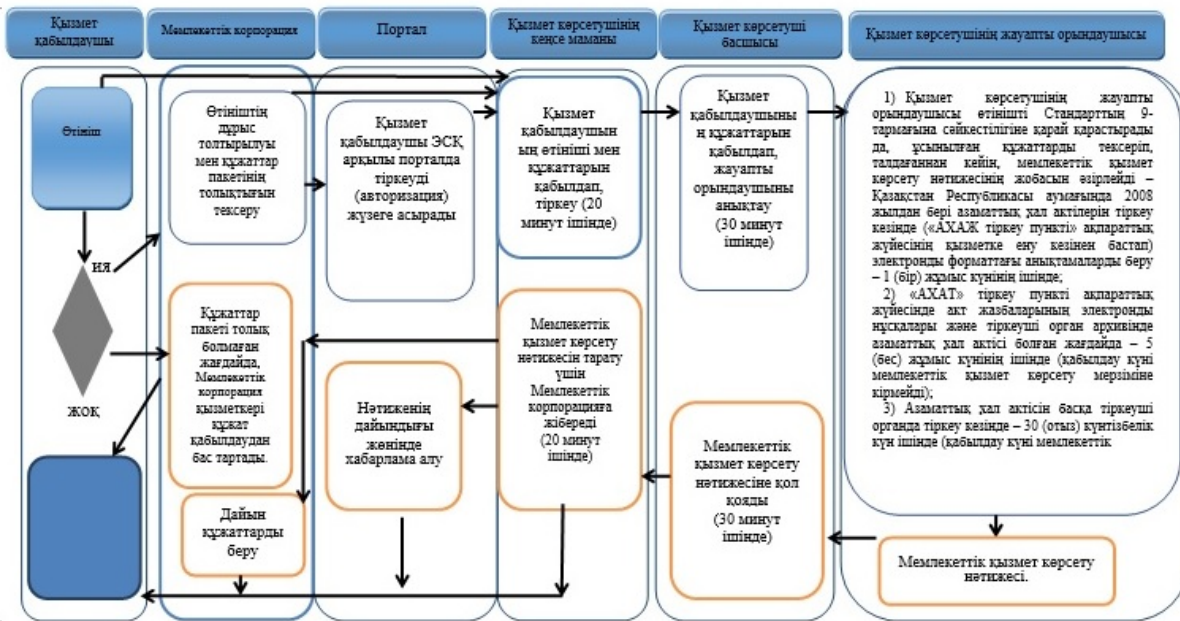 Қызмет
қабылдаушы
Мемлекеттік корпорация
Портал
Қызмет көрсетушінің
кеңсе маманы
Қызмет көрсетуші
басшысы
Қызмет көрсетушінің жауапты орындаушысы
Өтініш
ИЯ
ЖОҚ
Өтініштің
дұрыс
толтырылуы
мен құжаттар
пакетінің
толықтығын
тексеру
Құжаттар
пакеті толық
болмаған
жағдайда,
Мемлекеттік
корпорация
қызметкері
құжат
қабылдаудан
бас тартады.
Дайын
құжаттарды
беру
Қызмет
қабылдаушы ЭСҚ
арқылы порталда
тіркеуді
(авторизация)
жүзеге асырады
Нәтиженің
дайындығы
жөнінде
хабарлама алу
Қызмет
қабылдаушын
ың өтініші мен
құжаттарын
қабылдап,
тіркеу (20
минут ішінде)
Мемлекеттік
қызмет көрсету
нәтижесін тарату
үшін
Мемлекеттік
корпорацияға
жібереді
(20 минут
ішінде)
Қызмет
қабылдаушыны
ң құжаттарын
қабылдап,
жауапты
орындаушыны
анықтау
(30 минут
ішінде)
Мемлекеттік
қызмет көрсету
нәтижесіне қол
қояды
(30 минут
ішінде)
1) Қызмет көрсетушінің жауапты
орындаушысы өтінішті Стандарттың 9-
тармағына сәйкестілігіне қарай қарастырады
да, ұсынылған құжаттарды тексеріп,
талдағаннан кейін, мемлекеттік қызмет
көрсету нәтижесінің жобасын әзірлейді –
Қазақстан Республикасы аумағында 2008
жылдан бері азаматтық хал актілерін тіркеу
кезінде («АХАЖ тіркеу пункті» ақпараттық
жүйесінің қызметке ену кезінен бастап)
электронды форматтағы анықтамаларды беру
– 1 (бір) жұмыс күнінің ішінде;
2) «АХАТ» тіркеу пункті ақпараттық
жүйесінде акт жазбаларының электронды
нұсқалары және тіркеуші орган архивінде
азаматтық хал актісі болған жағдайда – 5
(бес) жұмыс күнінің ішінде (қабылдау күні
мемлекеттік қызмет көрсету мерзіміне
кірмейді);
3) Азаматтық хал актісін басқа тіркеуші
органда тіркеу кезінде – 30 (отыз) күнтізбелік
күн ішінде (қабылдау күні мемлекеттік
Мемлекеттік қызмет көрсету
нәтижесі.